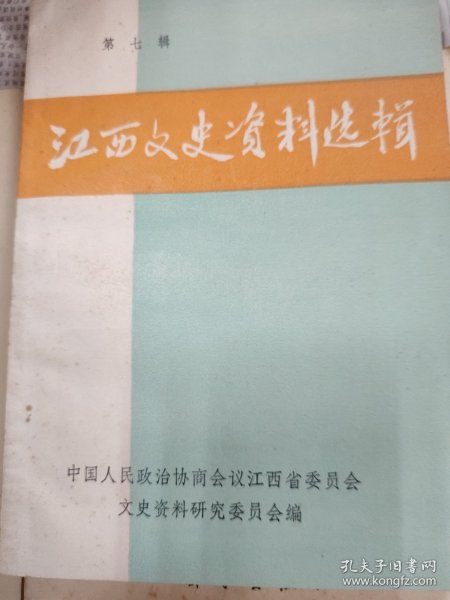 第七辑
江西文史资料选辑
中国人民政治协商会议江西省委员会
文史资料研究委员会编
孔夫子旧书网
www.kongfz.com